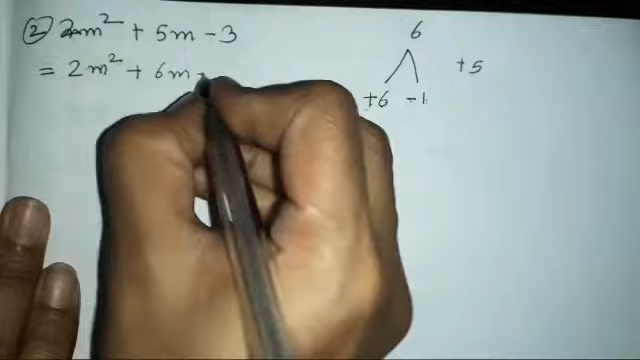 ② 2m² + 5m - 3
= 2m² + 6m -
6
+5
+6 -1